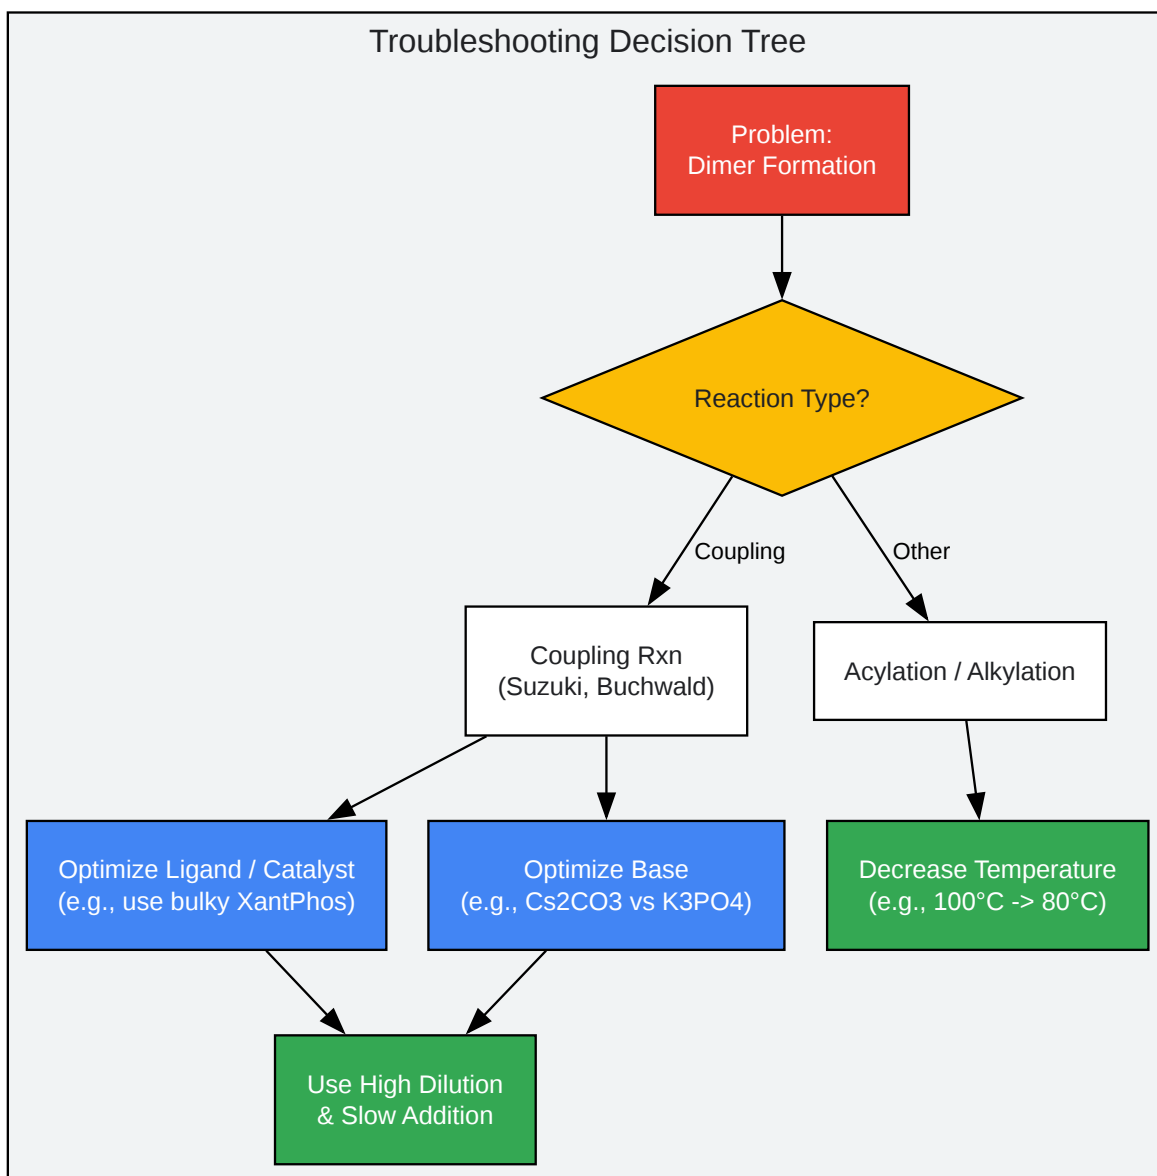 Troubleshooting Decision Tree
Problem:
Dimer Formation
Reaction Type?
Coupling
Other
Coupling Rxn
(Suzuki, Buchwald)
Acylation / Alkylation
Optimize Ligand / Catalyst
(e.g., use bulky XantPhos)
Optimize Base
(e.g., Cs2CO3 vs K3PO4)
Decrease Temperature
(e.g., 100°C -> 80°C)
Use High Dilution
& Slow Addition